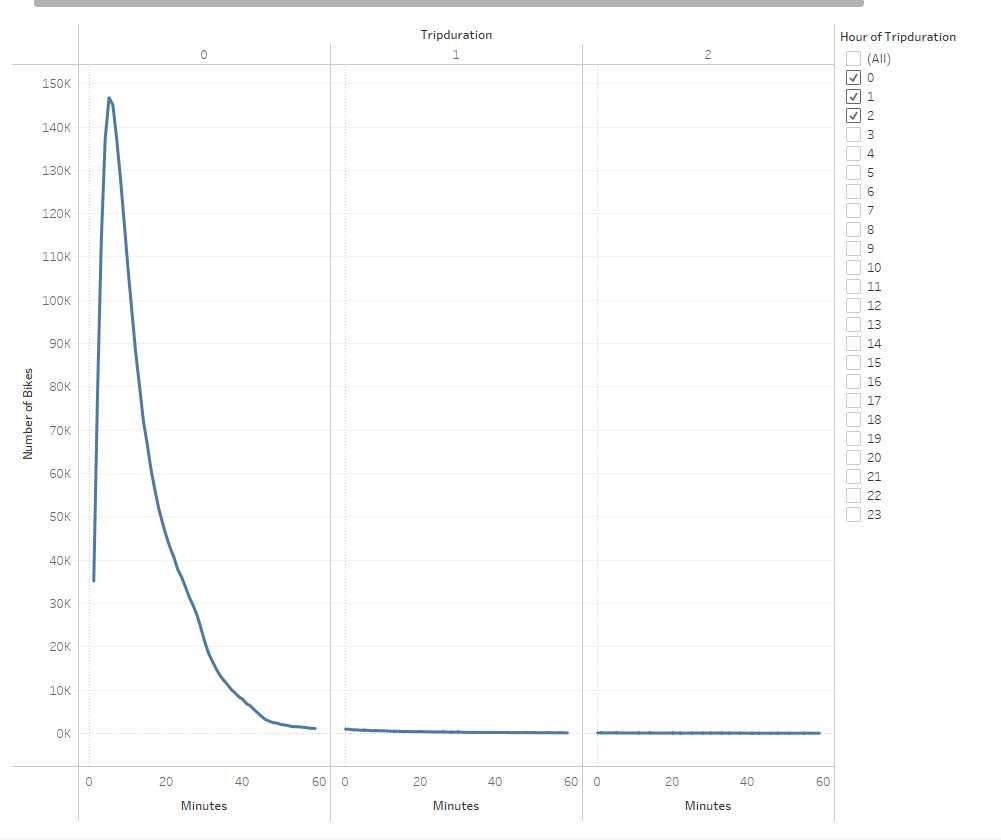 Tripduration
0 1 2
150K
140K
130K
120K
110K
100K
90K
80K
70K
60K
50K
40K
30K
20K
10K
0K
Number of Bikes
0 20 40 60 0 20 40 60 0 20 40 60
Minutes Minutes Minutes
Hour of Tripduration
(All)
0
1
2
3
4
5
6
7
8
9
10
11
12
13
14
15
16
17
18
19
20
21
22
23